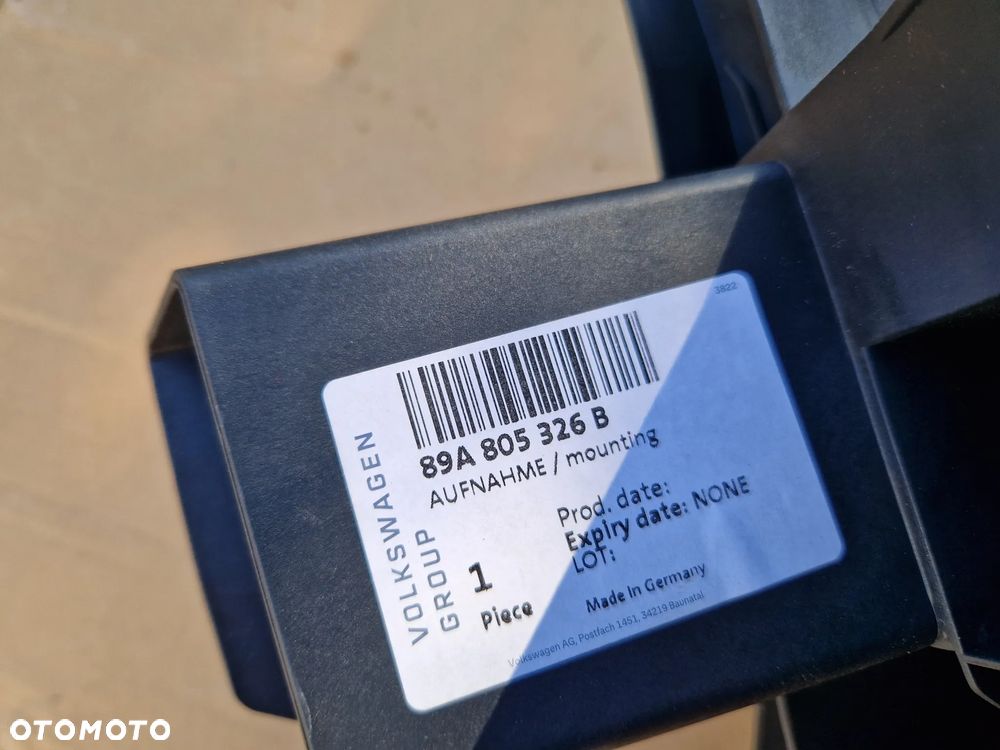 3822
89A 805 326 B
AUFNAHME / mounting
VOLKSWAGEN
GROUP
Prod. date:
Expiry date: NONE
LOT:
1
Piece
Made In Germany
Volkswagen AG, Postfach 1451, 34219 Baunatal
OTOMOTO